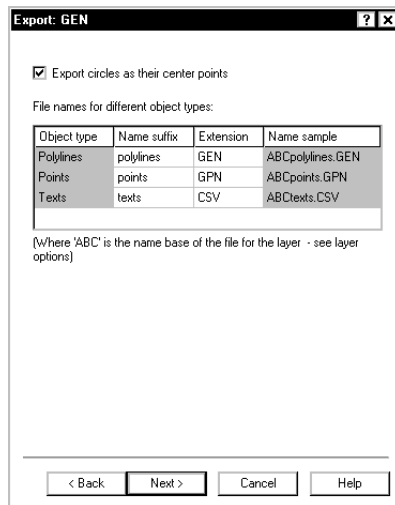 Export: GEN
Export circles as their center points
File names for different object types:
Object type Name suffix Extension Name sample
Polylines polylines GEN ABCpolylines.GEN
Points points GPN ABCpoints.GPN
Texts texts CSV ABCtexts.CSV
(Where 'ABC' is the name base of the file for the layer - see layer
options)
< Back Next > Cancel Help